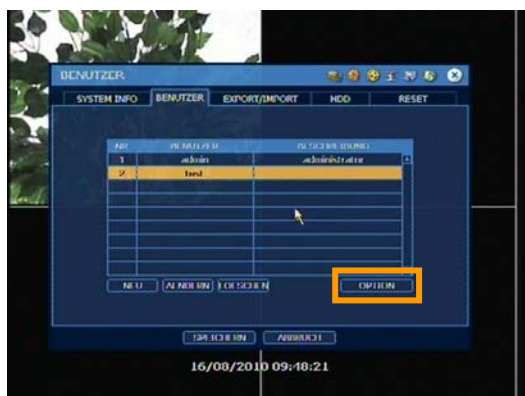 BENUTZER
SYSTEM INFO BENUTZER EXPORT/IMPORT HDD RESET
NR BENUTZER BESCHREIBUNG
1 admin administrator
2 test
NEU AENDERN LOESCHEN OPTION
SPEICHERN ABBRUCH
16/08/2010 09:48:21